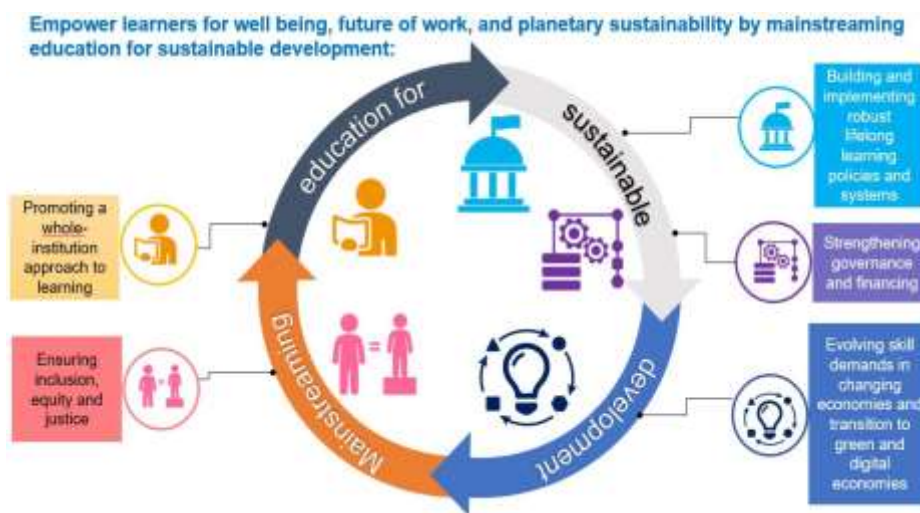 Empower learners for well being, future of work, and planetary sustainability by mainstreaming
education for sustainable development:
education for
sustainable
development
Mainstreaming
Building and
implementing
robust
lifelong
learning
policies and
systems
Strengthening
governance
and financing
Evolving skill
demands in
changing
economies and
transition to
green and
digital
economies
Promoting a
whole-
institution
approach to
learning
Ensuring
inclusion,
equity and
justice